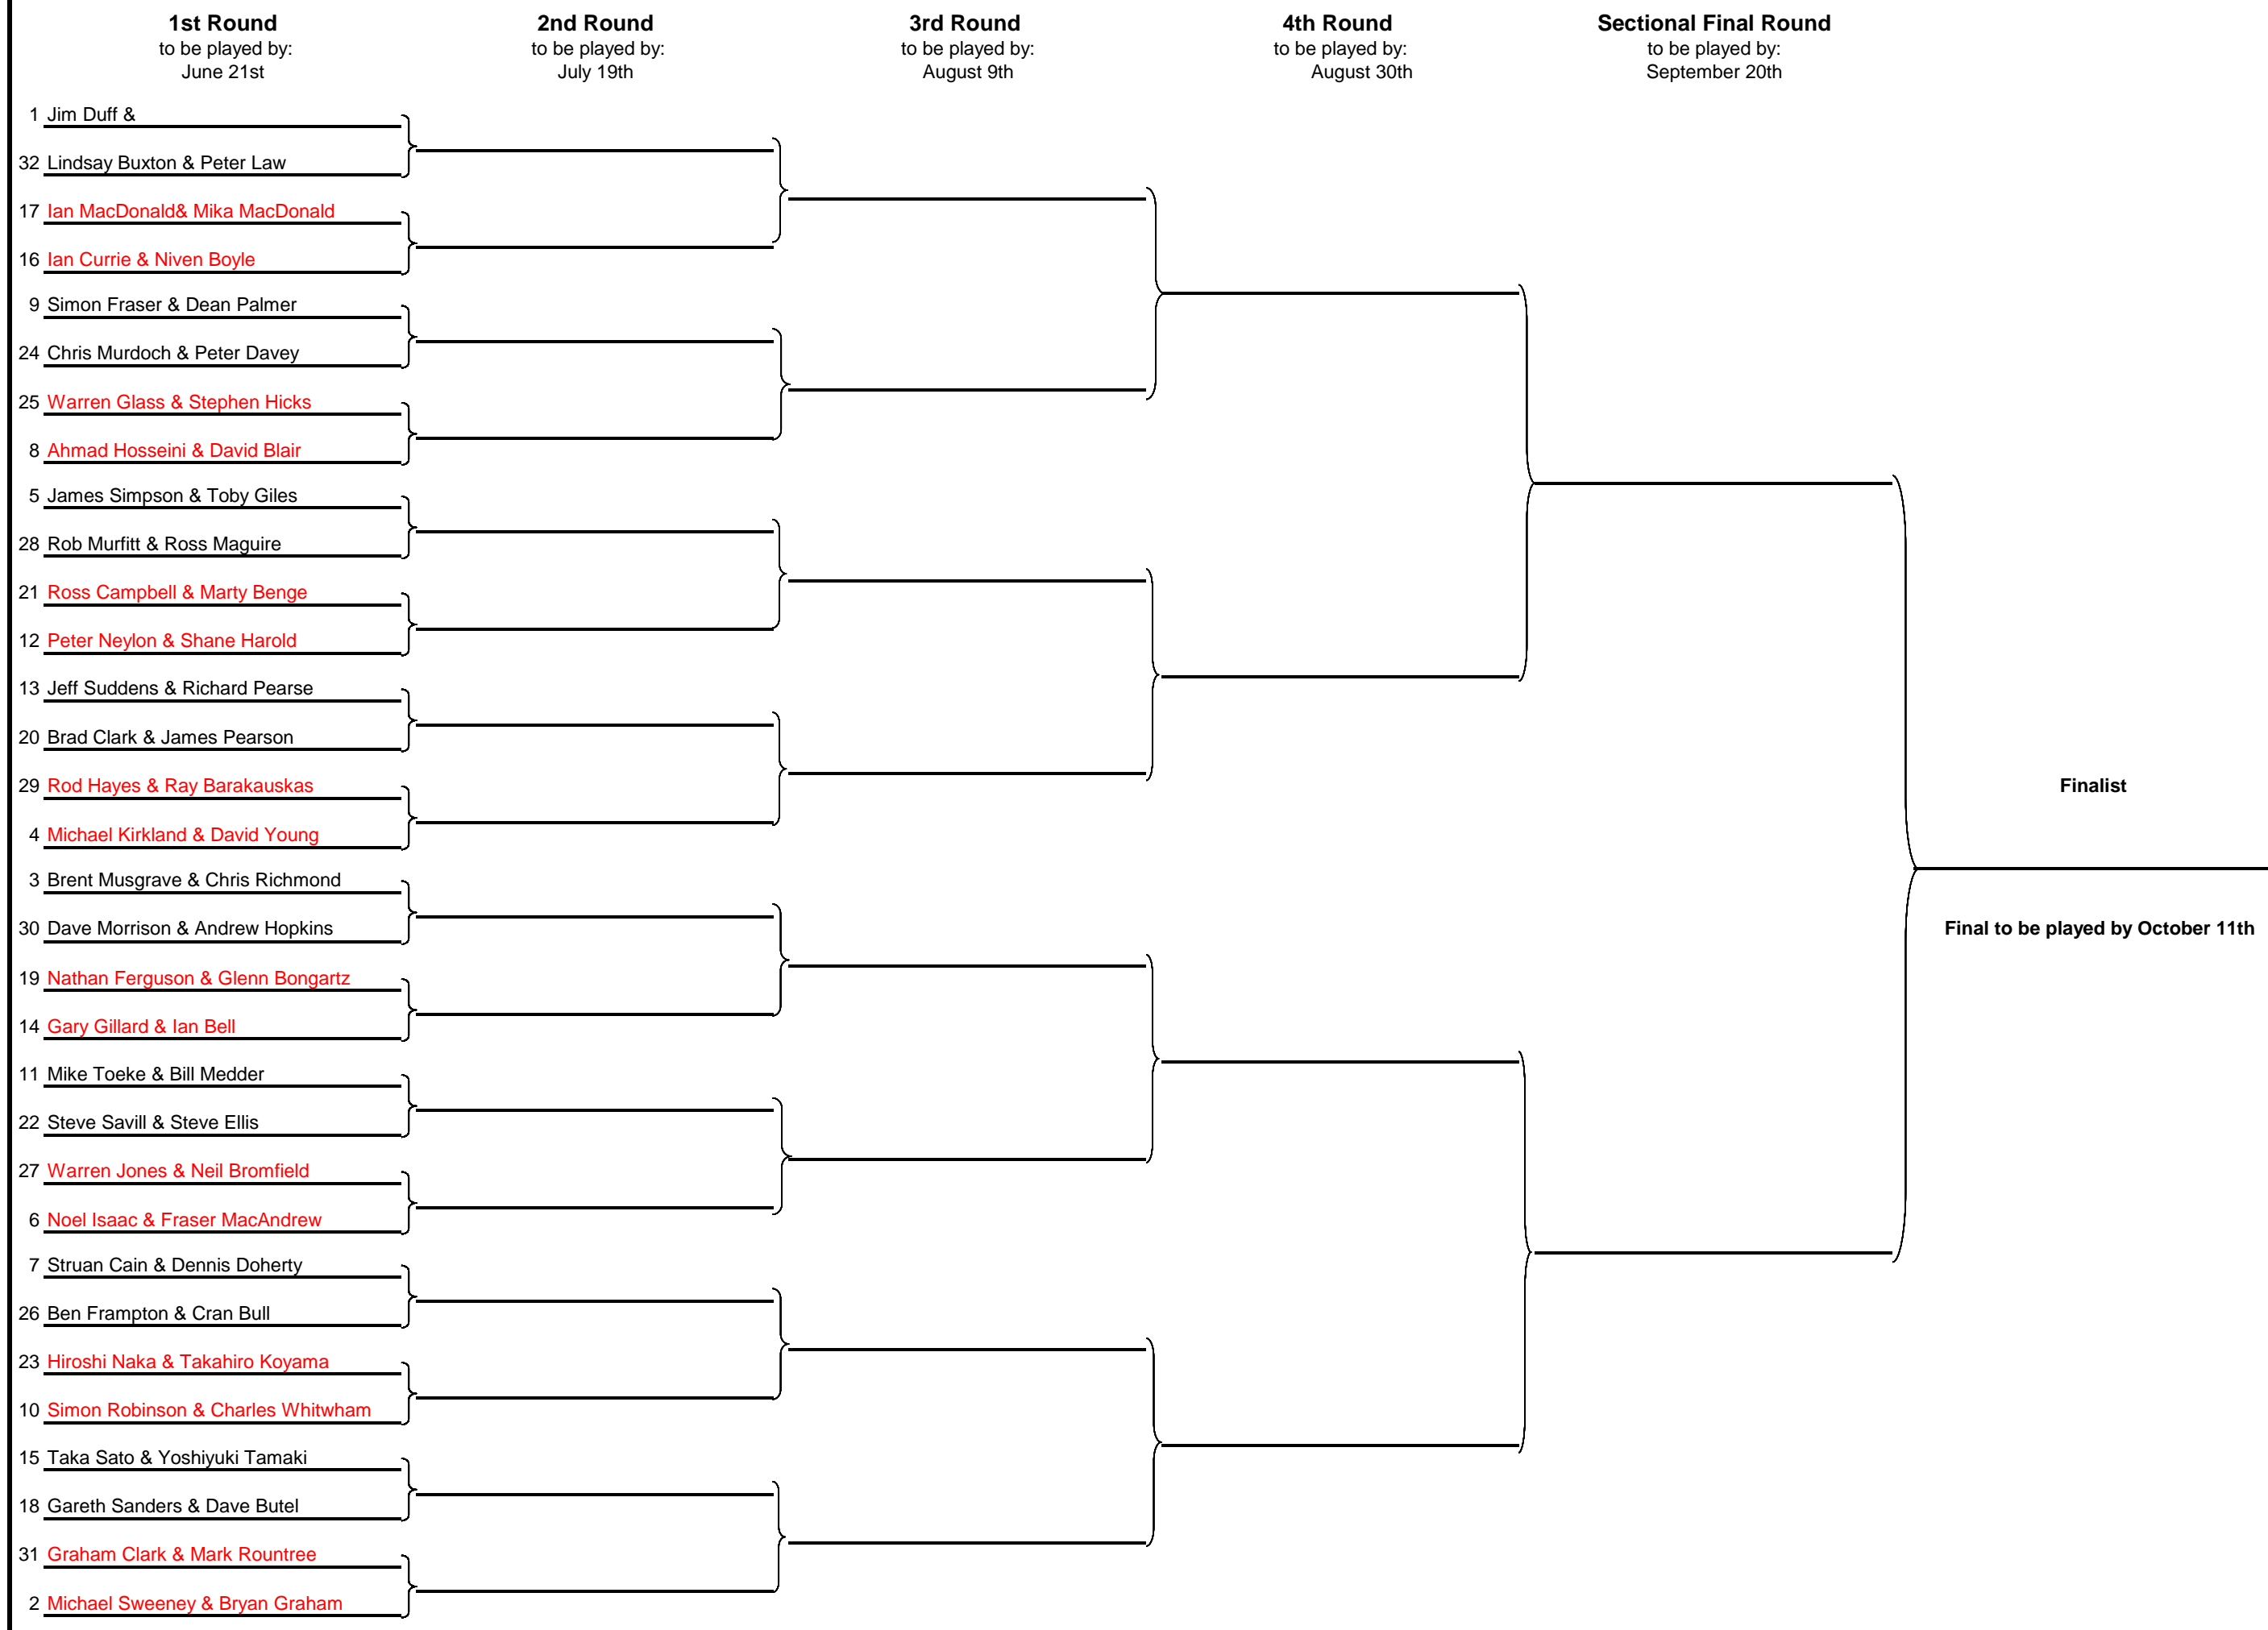 1st Round
to be played by:
June 21st
2nd Round
to be played by:
July 19th
3rd Round
to be played by:
August 9th
4th Round
to be played by:
August 30th
Sectional Final Round
to be played by:
September 20th
1 Jim Duff &
32 Lindsay Buxton & Peter Law
17 Ian MacDonald& Mika MacDonald
16 Ian Currie & Niven Boyle
9 Simon Fraser & Dean Palmer
24 Chris Murdoch & Peter Davey
25 Warren Glass & Stephen Hicks
8 Ahmad Hosseini & David Blair
5 James Simpson & Toby Giles
28 Rob Murfitt & Ross Maguire
21 Ross Campbell & Marty Benge
12 Peter Neylon & Shane Harold
13 Jeff Suddens & Richard Pearse
20 Brad Clark & James Pearson
29 Rod Hayes & Ray Barakauskas
4 Michael Kirkland & David Young
3 Brent Musgrave & Chris Richmond
30 Dave Morrison & Andrew Hopkins
19 Nathan Ferguson & Glenn Bongartz
14 Gary Gillard & Ian Bell
11 Mike Toeke & Bill Medder
22 Steve Savill & Steve Ellis
27 Warren Jones & Neil Bromfield
6 Noel Isaac & Fraser MacAndrew
7 Struan Cain & Dennis Doherty
26 Ben Frampton & Cran Bull
23 Hiroshi Naka & Takahiro Koyama
10 Simon Robinson & Charles Whitwham
15 Taka Sato & Yoshiyuki Tamaki
18 Gareth Sanders & Dave Butel
31 Graham Clark & Mark Rountree
2 Michael Sweeney & Bryan Graham
Finalist
Final to be played by October 11th